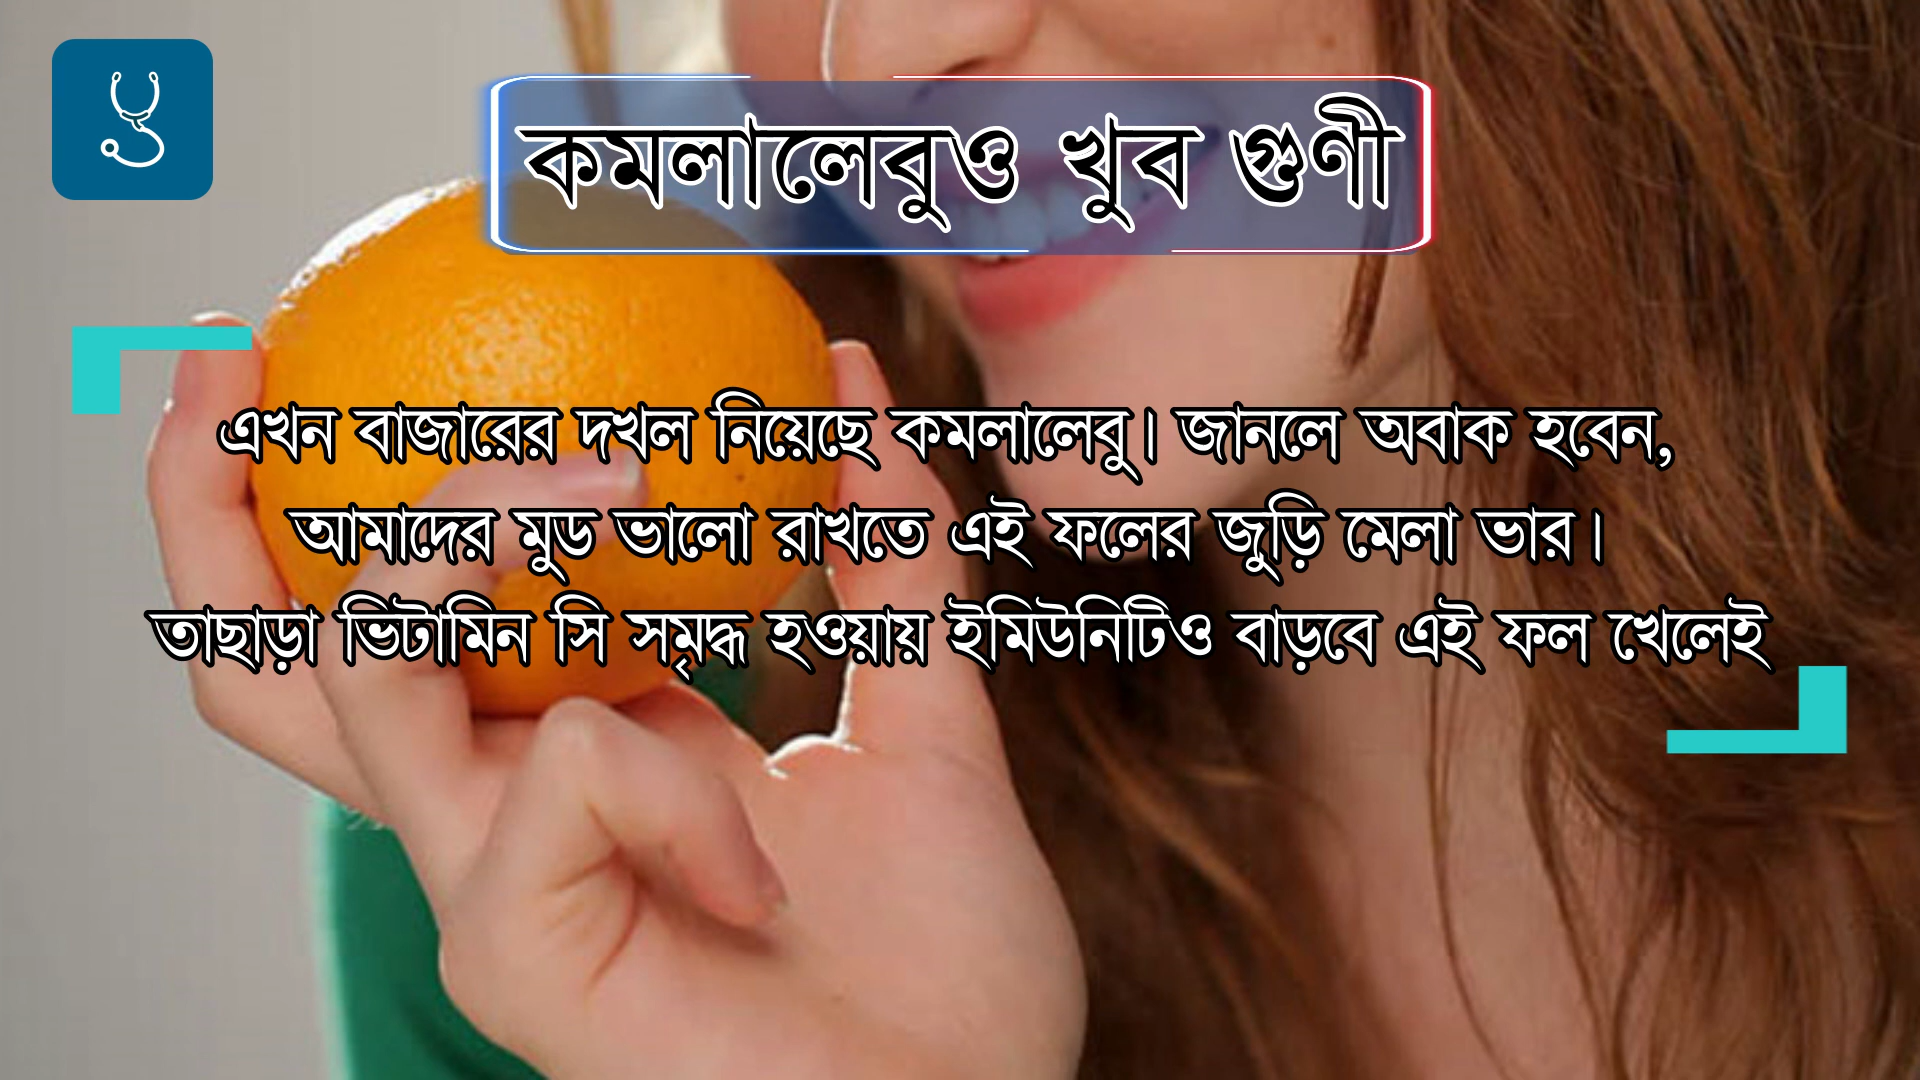 কমলালেবুও খুব গুণী
এখন বাজারের দখল নিয়েছে কমলালেবু। জানলে অবাক হবেন,
আমাদের মুড ভালো রাখতে এই ফলের জুড়ি মেলা ভার।
তাছাড়া ভিটামিন সি সমৃদ্ধ হওয়ায় ইমিউনিটিও বাড়বে এই ফল খেলেই